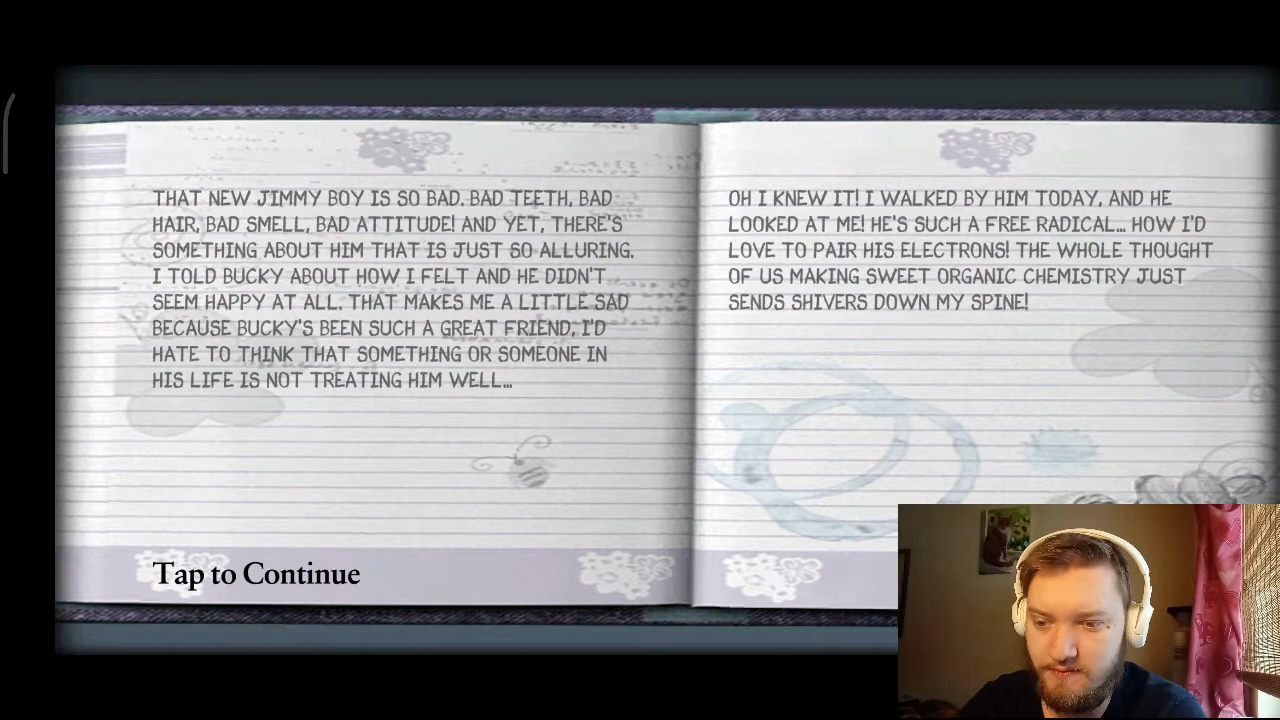 THAT NEW JIMMY BOY IS SO BAD. BAD TEETH, BAD
HAIR, BAD SMELL, BAD ATTITUDE! AND YET, THERE'S
SOMETHING ABOUT HIM THAT IS JUST SO ALLURING.
I TOLD BUCKY ABOUT HOW I FELT AND HE DIDN'T
SEEM HAPPY AT ALL. THAT MAKES ME A LITTLE SAD
BECAUSE BUCKY'S BEEN SUCH A GREAT FRIEND. I'D
HATE TO THINK THAT SOMETHING OR SOMEONE IN
HIS LIFE IS NOT TREATING HIM WELL...
OH I KNEW IT! I WALKED BY HIM TODAY, AND HE
LOOKED AT ME! HE'S SUCH A FREE RADICAL... HOW I'D
LOVE TO PAIR HIS ELECTRONS! THE WHOLE THOUGHT
OF US MAKING SWEET ORGANIC CHEMISTRY JUST
SENDS SHIVERS DOWN MY SPINE!
Tap to Continue